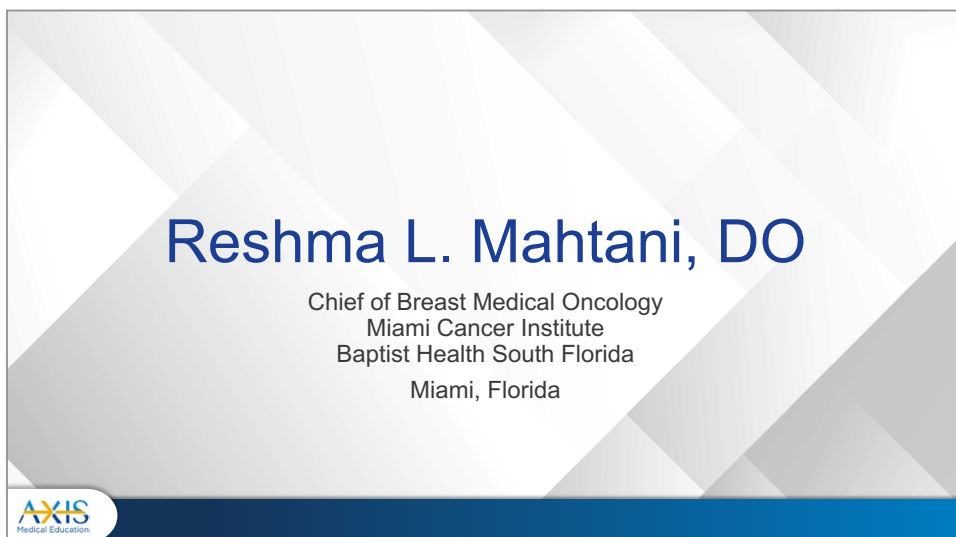 Reshma L. Mahtani, DO
Chief of Breast Medical Oncology
Miami Cancer Institute
Baptist Health South Florida
Miami, Florida
AXIS
Medical Education